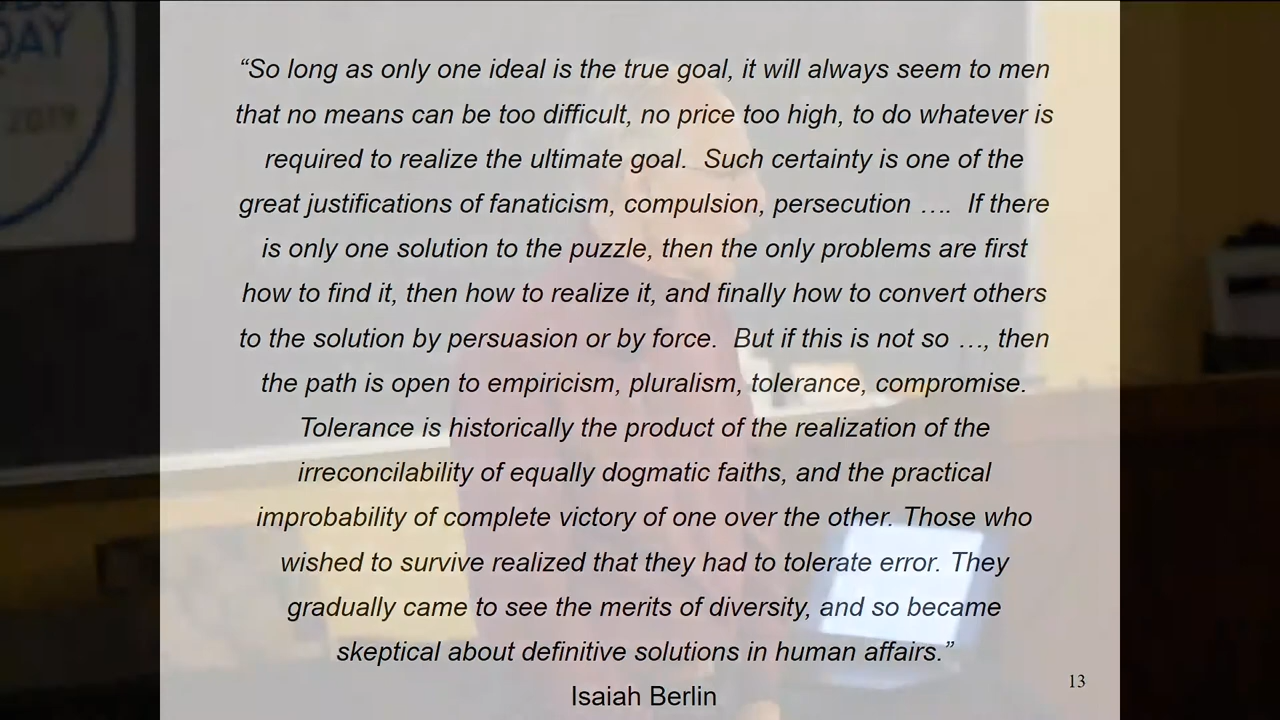 DAY
2019
“So long as only one ideal is the true goal, it will always seem to men
that no means can be too difficult, no price too high, to do whatever is
required to realize the ultimate goal.  Such certainty is one of the
great justifications of fanaticism, compulsion, persecution ….  If there
is only one solution to the puzzle, then the only problems are first
how to find it, then how to realize it, and finally how to convert others
to the solution by persuasion or by force.  But if this is not so …, then
the path is open to empiricism, pluralism, tolerance, compromise.
Tolerance is historically the product of the realization of the
irreconcilability of equally dogmatic faiths, and the practical
improbability of complete victory of one over the other. Those who
wished to survive realized that they had to tolerate error. They
gradually came to see the merits of diversity, and so became
skeptical about definitive solutions in human affairs.”
Isaiah Berlin
13